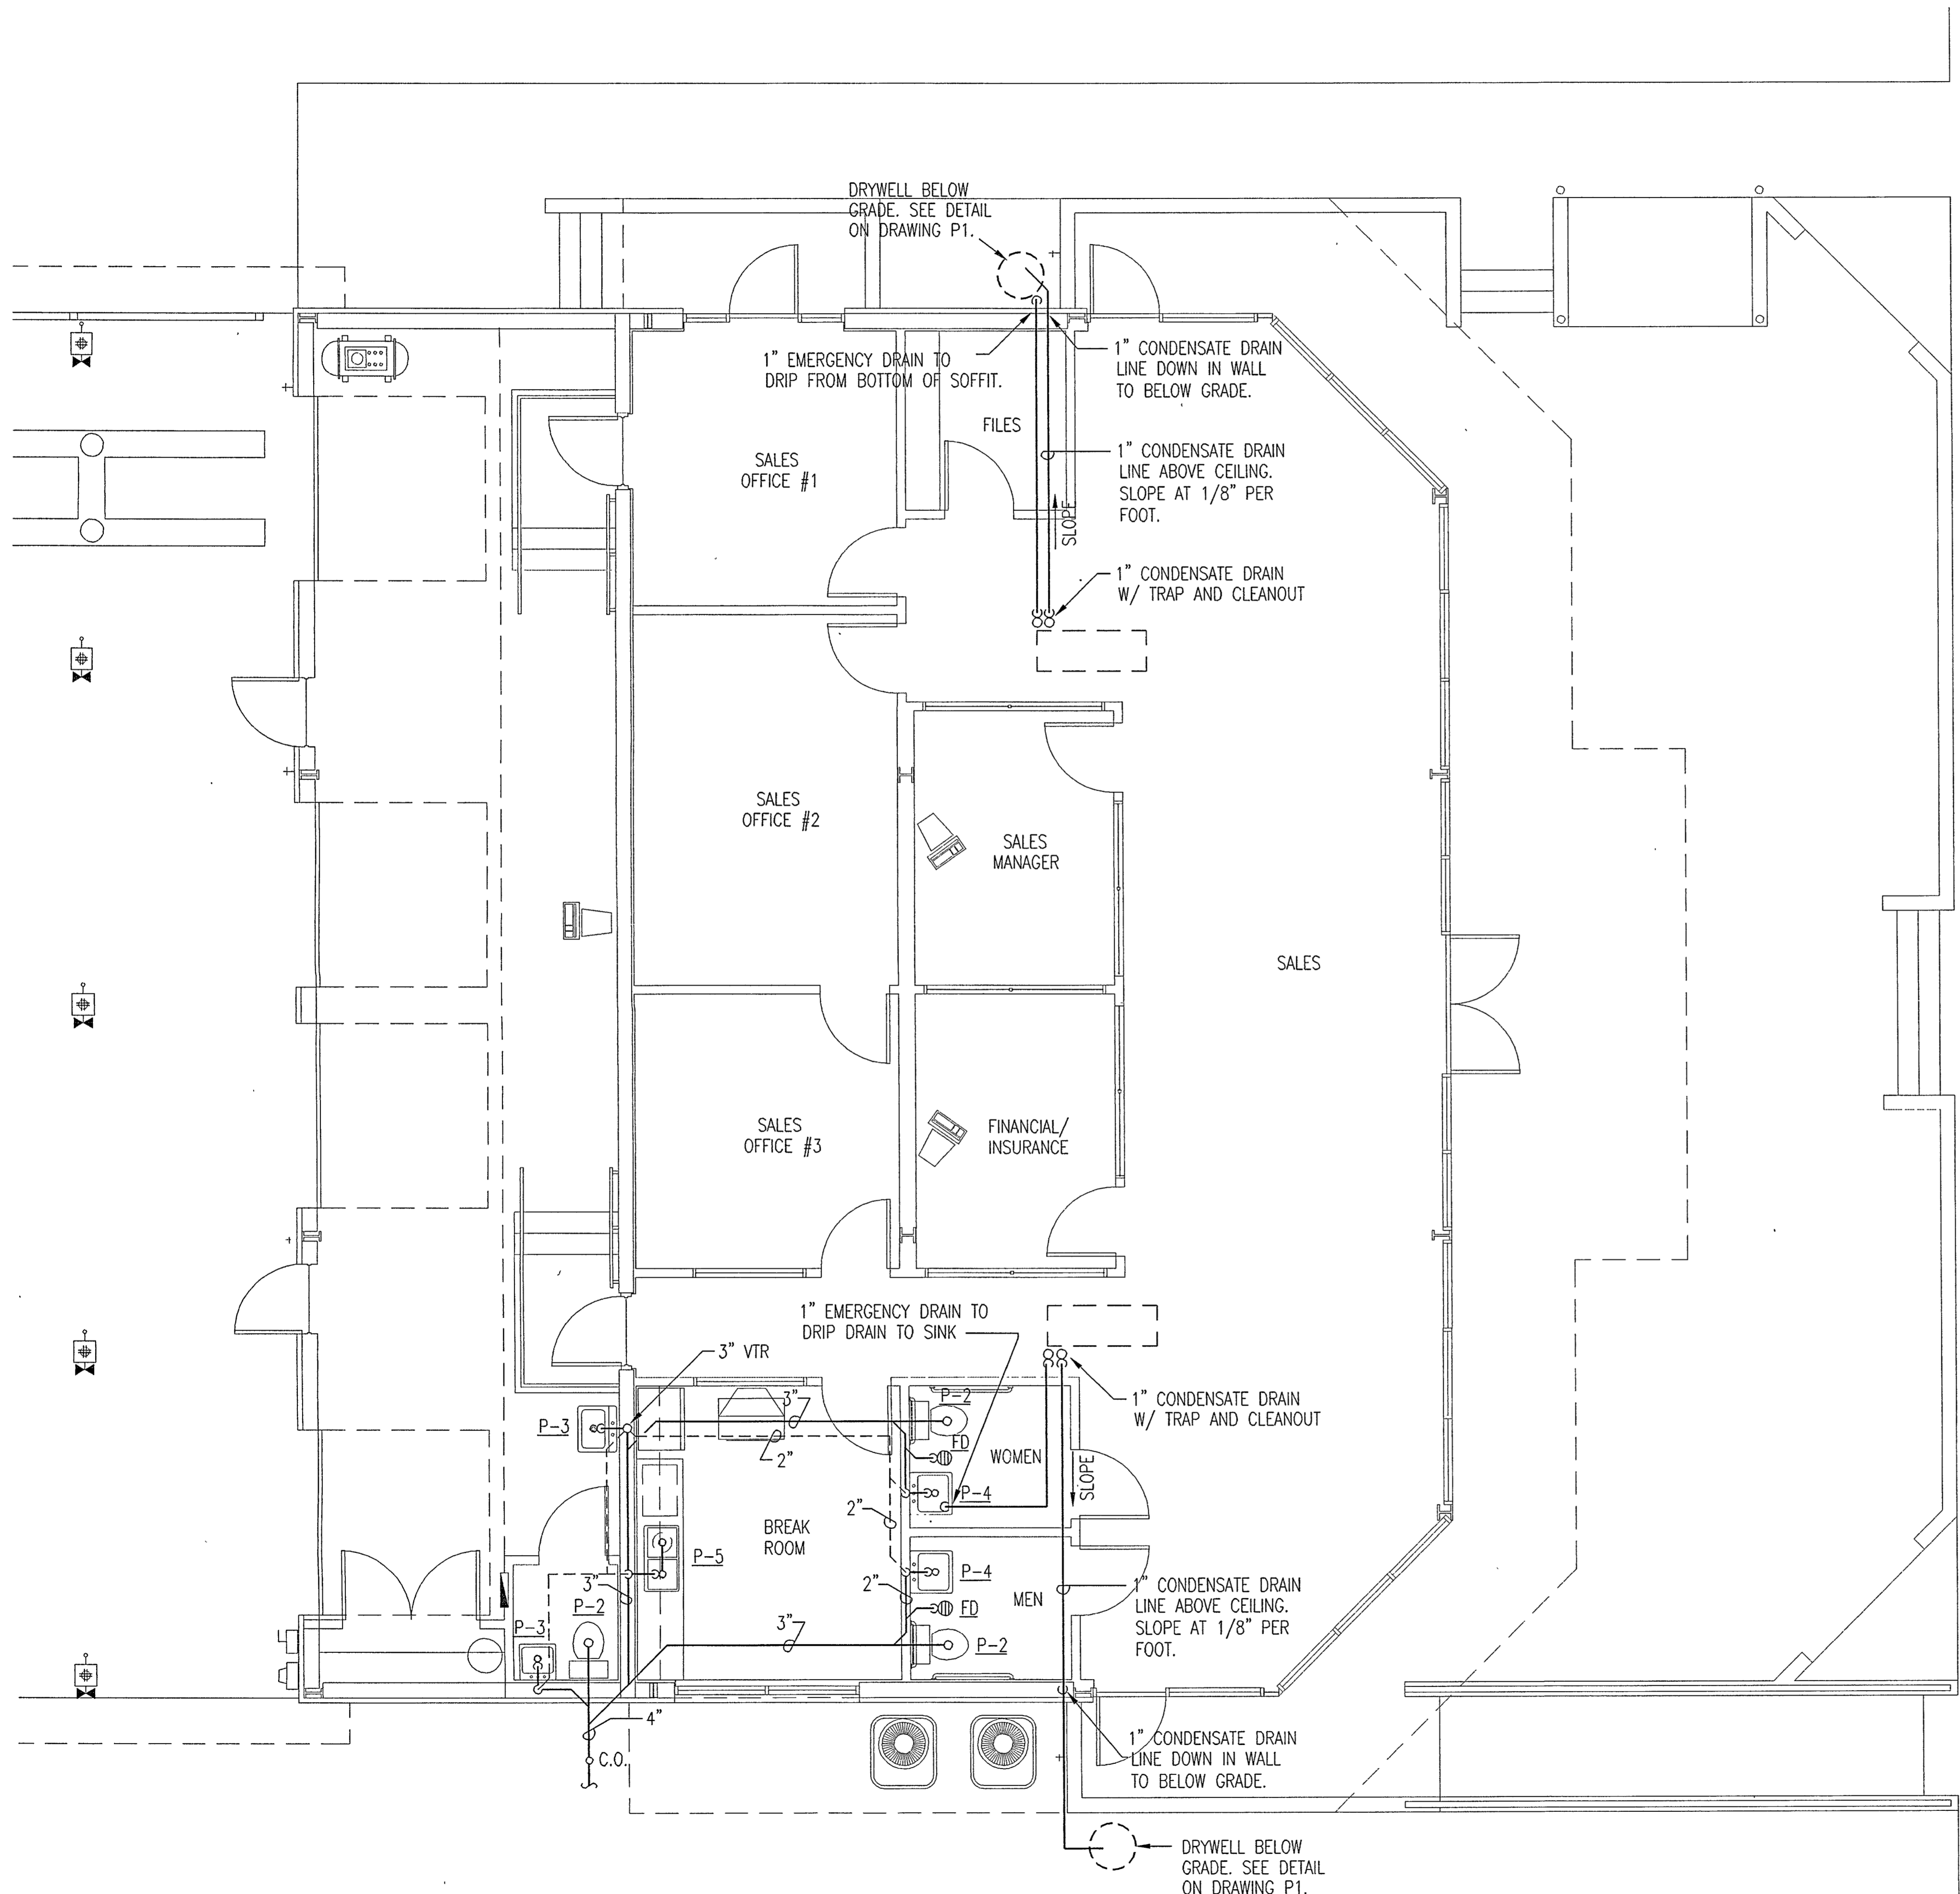 DRYWELL BELOW
GRADE. SEE DETAIL
ON DRAWING P1.
1" EMERGENCY DRAIN TO
DRIP FROM BOTTOM OF SOFFIT.
1" CONDENSATE DRAIN
LINE DOWN IN WALL
TO BELOW GRADE.
FILES
1" CONDENSATE DRAIN
LINE ABOVE CEILING.
SLOPE AT 1/8" PER
FOOT.
SALES
OFFICE #1
SLOPE
1" CONDENSATE DRAIN
W/ TRAP AND CLEANOUT
SALES
OFFICE #2
SALES
MANAGER
SALES
SALES
OFFICE #3
FINANCIAL/
INSURANCE
1" EMERGENCY DRAIN TO
DRIP DRAIN TO SINK
3" VTR
1" CONDENSATE DRAIN
W/ TRAP AND CLEANOUT
P-3
3"
P-2
FD
2"
WOMEN
SLOPE
P-4
2"
BREAK
ROOM
P-5
P-4
3"
P-2
2"
MEN
FD
1" CONDENSATE DRAIN
LINE ABOVE CEILING.
SLOPE AT 1/8" PER
FOOT.
P-3
3"
P-2
4"
C.O.
1" CONDENSATE DRAIN
LINE DOWN IN WALL
TO BELOW GRADE.
DRYWELL BELOW
GRADE. SEE DETAIL
ON DRAWING P1.